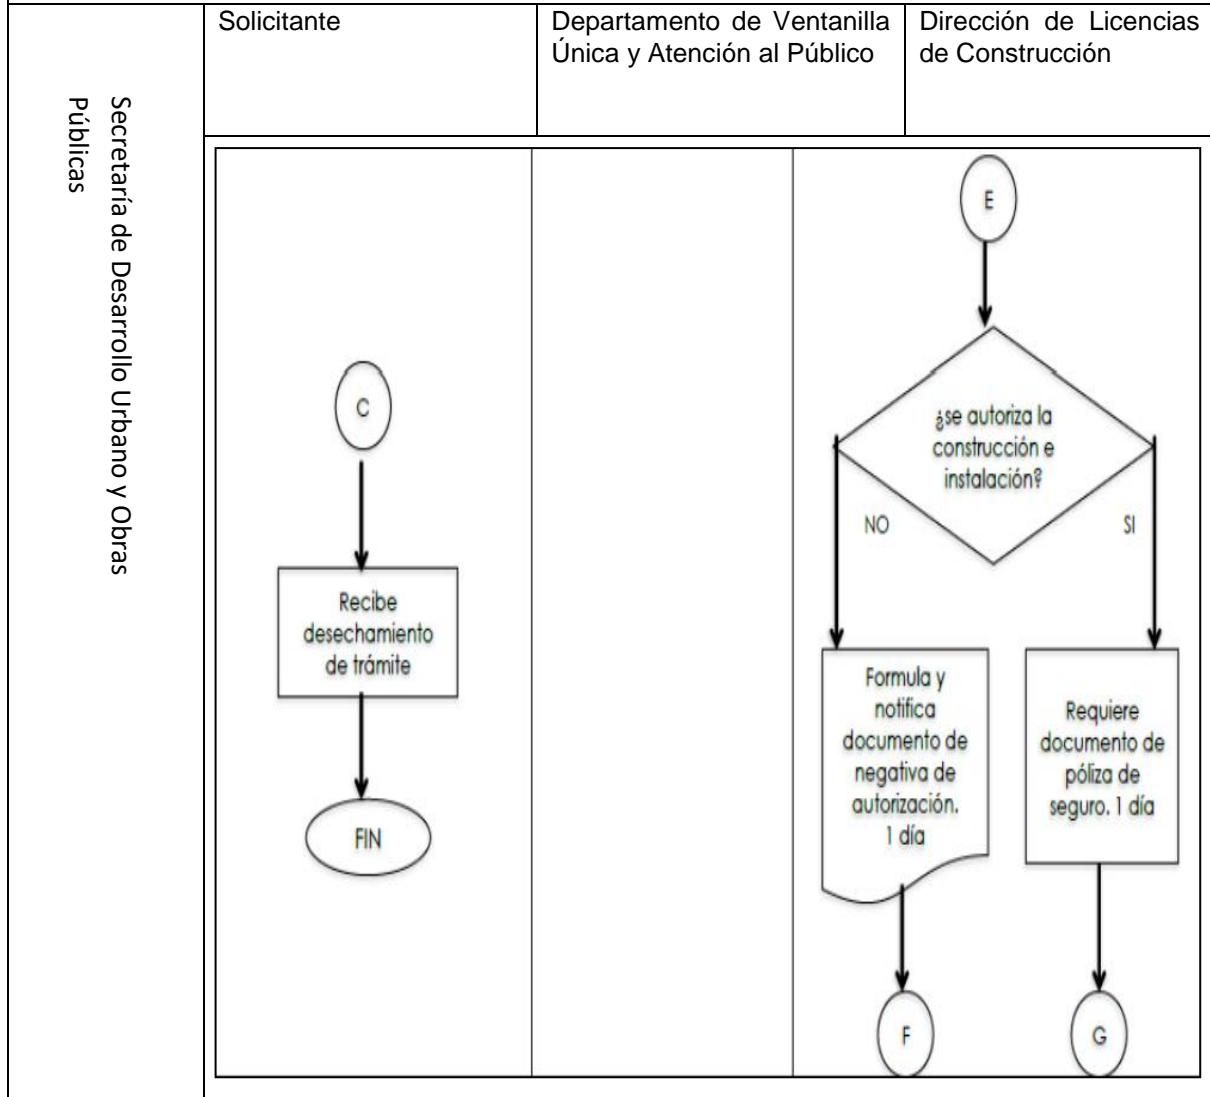 Secretaría de Desarrollo Urbano y Obras
Públicas
Solicitante
Departamento de Ventanilla
Única y Atención al Público
Dirección de Licencias
de Construcción
C
Recibe
desechamiento
de trámite
FIN
E
¿se autoriza la
construcción e
instalación?
NO
SI
Formula y
notifica
documento de
negativa de
autorización.
1 día
Requiere
documento de
póliza de
seguro. 1 día
F
G